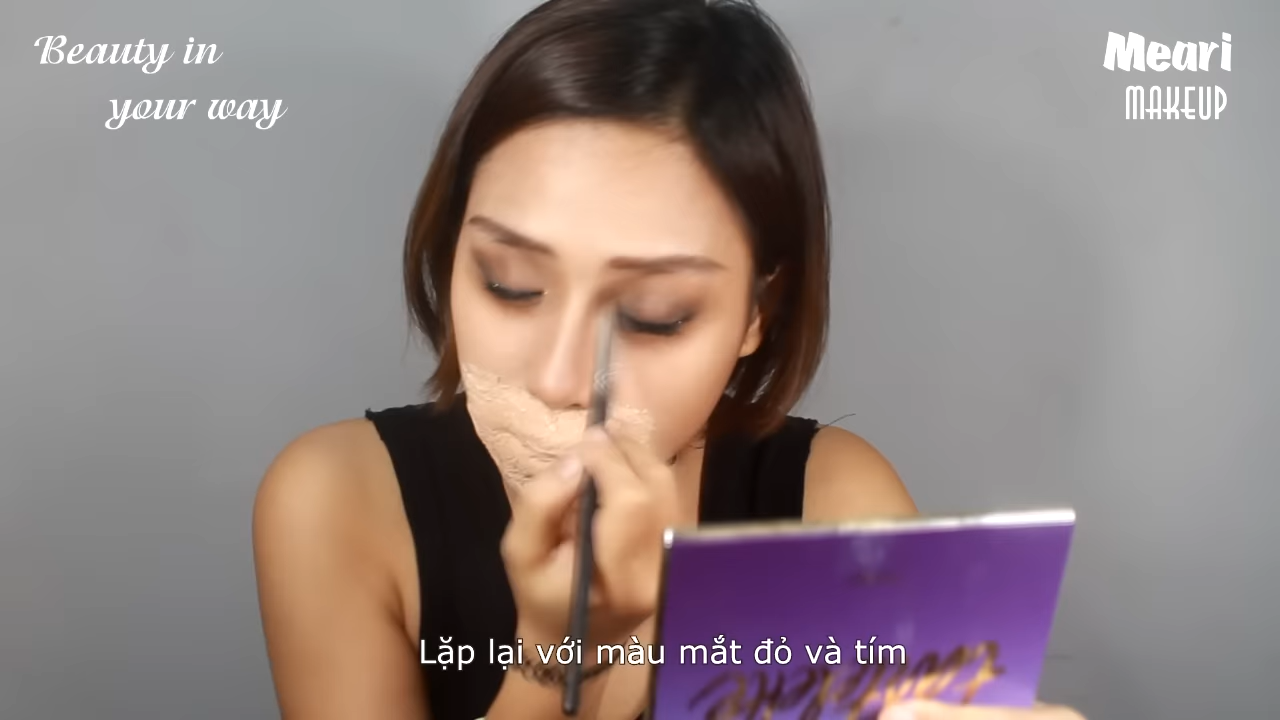 Beauty in
your way
Meari
MAKEUP
Lặp lại với màu mắt đỏ và tím